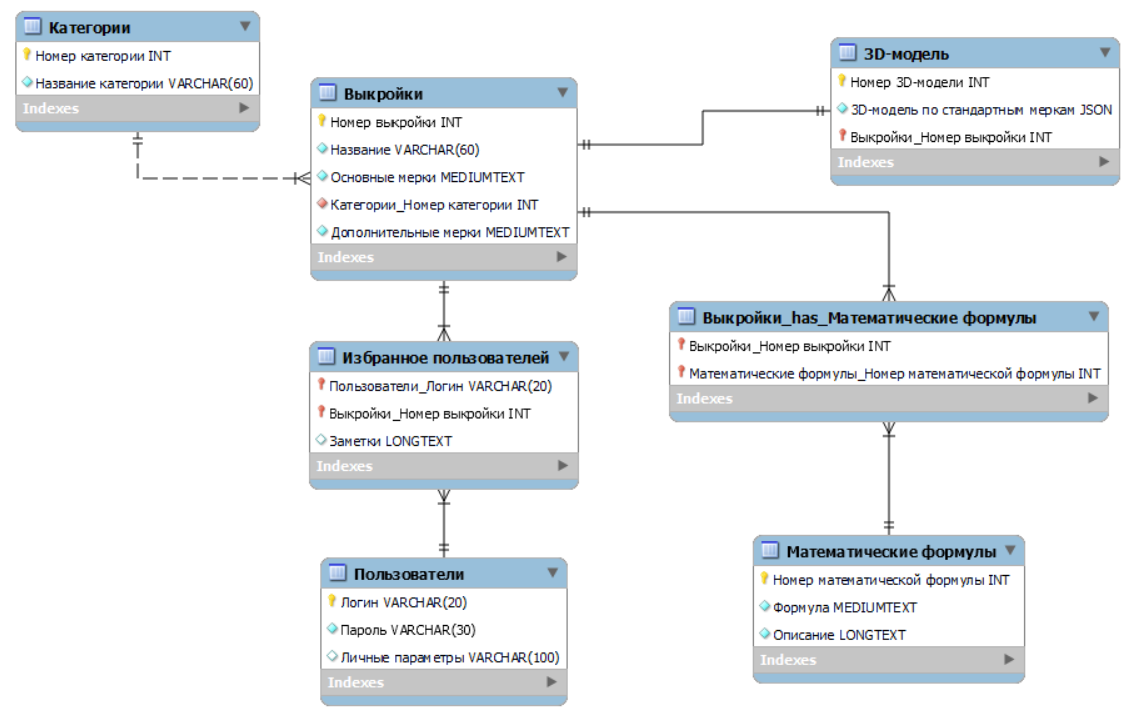 Категории
Номер категории INT
Название категории VARCHAR(60)
Indexes
Выкройки
Номер выкройки INT
Название VARCHAR(60)
Основные мерки MEDIUMTEXT
Категории_Номер категории INT
Дополнительные мерки MEDIUMTEXT
Indexes
3D-модель
Номер 3D-модели INT
3D-модель по стандартным меркам JSON
Выкройки_Номер выкройки INT
Indexes
Выкройки_has_Математические формулы
Выкройки_Номер выкройки INT
Математические формулы_Номер математической формулы INT
Indexes
Избранное пользователей
Пользователи_Логин VARCHAR(20)
Выкройки_Номер выкройки INT
Заметки LONGTEXT
Indexes
Пользователи
Логин VARCHAR(20)
Пароль VARCHAR(30)
Личные параметры VARCHAR(100)
Indexes
Математические формулы
Номер математической формулы INT
Формула MEDIUMTEXT
Описание LONGTEXT
Indexes